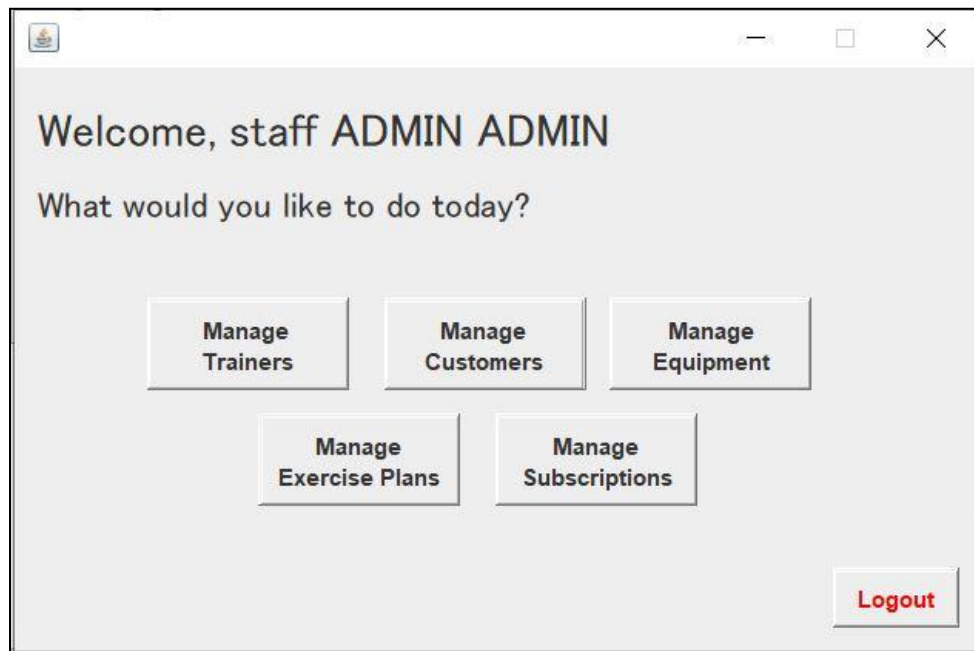 Welcome, staff ADMIN ADMIN
What would you like to do today?
Manage
Trainers
Manage
Customers
Manage
Equipment
Manage
Exercise Plans
Manage
Subscriptions
Logout